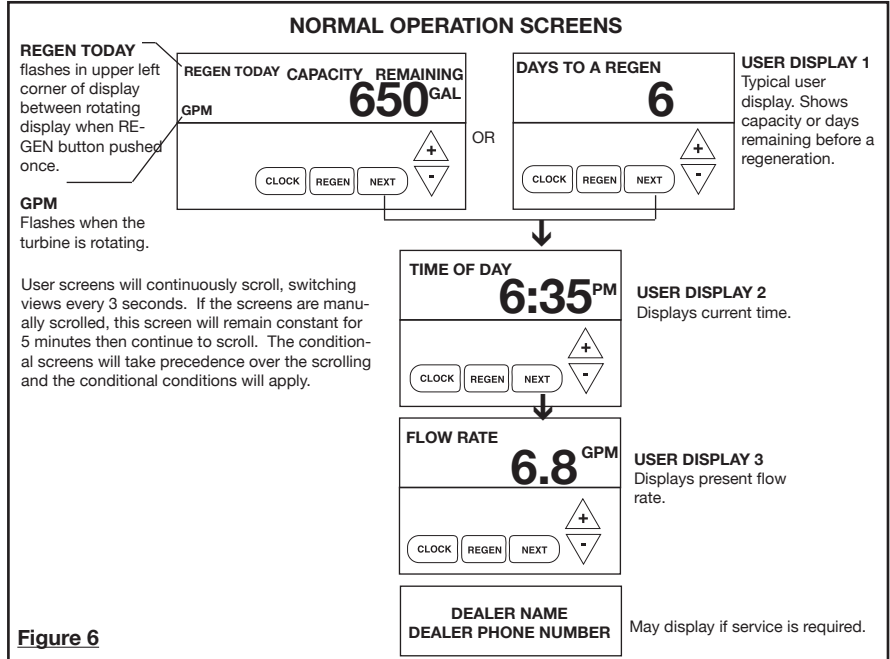 NORMAL OPERATION SCREENS
REGEN TODAY
flashes in upper left
corner of display
between rotating
display when RE-
GEN button pushed
once.
GPM
Flashes when the
turbine is rotating.
REGEN TODAY CAPACITY REMAINING
650 GAL
GPM
+
-
CLOCK REGEN NEXT
OR
DAYS TO A REGEN
6
+
-
CLOCK REGEN NEXT
USER DISPLAY 1
Typical user
display. Shows
capacity or days
remaining before a
regeneration.
User screens will continuously scroll, switching
views every 3 seconds. If the screens are manu-
ally scrolled, this screen will remain constant for
5 minutes then continue to scroll. The condition-
al screens will take precedence over the scrolling
and the conditional conditions will apply.
TIME OF DAY
6:35 PM
+
-
CLOCK REGEN NEXT
USER DISPLAY 2
Displays current time.
FLOW RATE
6.8 GPM
+
-
CLOCK REGEN NEXT
USER DISPLAY 3
Displays present flow
rate.
DEALER NAME
DEALER PHONE NUMBER
May display if service is required.
Figure 6